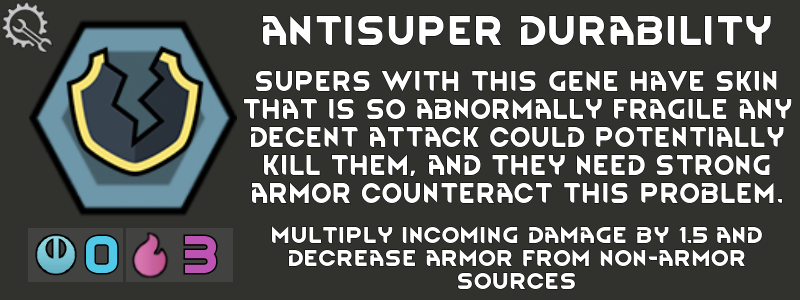 ANTISUPER DURABILITY
SUPERS WITH THIS GENE HAVE SKIN
THAT IS SO ABNORMALLY FRAGILE ANY
DECENT ATTACK COULD POTENTIALLY
KILL THEM, AND THEY NEED STRONG
ARMOR COUNTERACT THIS PROBLEM.
0 3
MULTIPLY INCOMING DAMAGE BY 1.5 AND
DECREASE ARMOR FROM NON-ARMOR
SOURCES